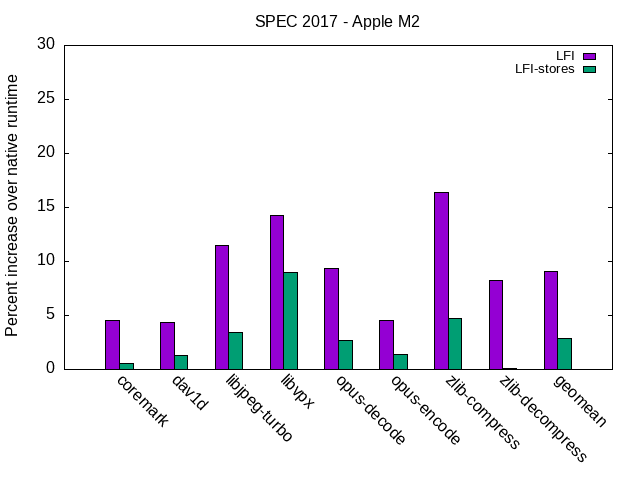 SPEC 2017 - Apple M2
30
25
20
15
10
5
0
Percent increase over native runtime
LFI
LFI-stores
coremark
dav1d
libjpeg-turbo
libvpx
opus-decode
opus-encode
zlib-compress
zlib-decompress
geomean